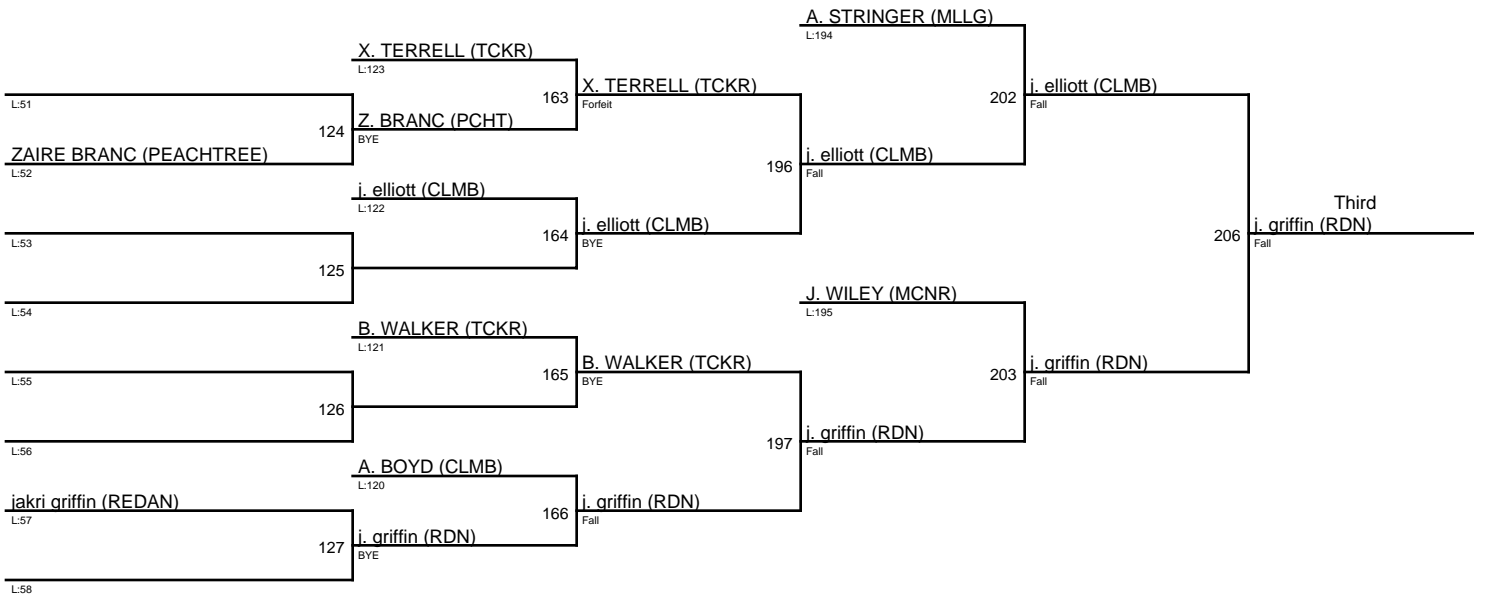 A. STRINGER (MLLG)
L:194
X. TERRELL (TCKR)
L:123
163
X. TERRELL (TCKR)
Forfeit
202
j. elliott (CLMB)
Fall
L:51
124
Z. BRANC (PCHT)
BYE
ZAIRE BRANC (PEACHTREE)
L:52
196
j. elliott (CLMB)
Fall
j. elliott (CLMB)
L:122
164
j. elliott (CLMB)
BYE
L:53
125
L:54
Third
206
j. griffin (RDN)
Fall
J. WILEY (MCNR)
L:195
B. WALKER (TCKR)
L:121
165
B. WALKER (TCKR)
BYE
203
j. griffin (RDN)
Fall
L:55
126
L:56
197
j. griffin (RDN)
Fall
A. BOYD (CLMB)
L:120
166
j. griffin (RDN)
Fall
jakri griffin (REDAN)
L:57
127
j. griffin (RDN)
BYE
L:58